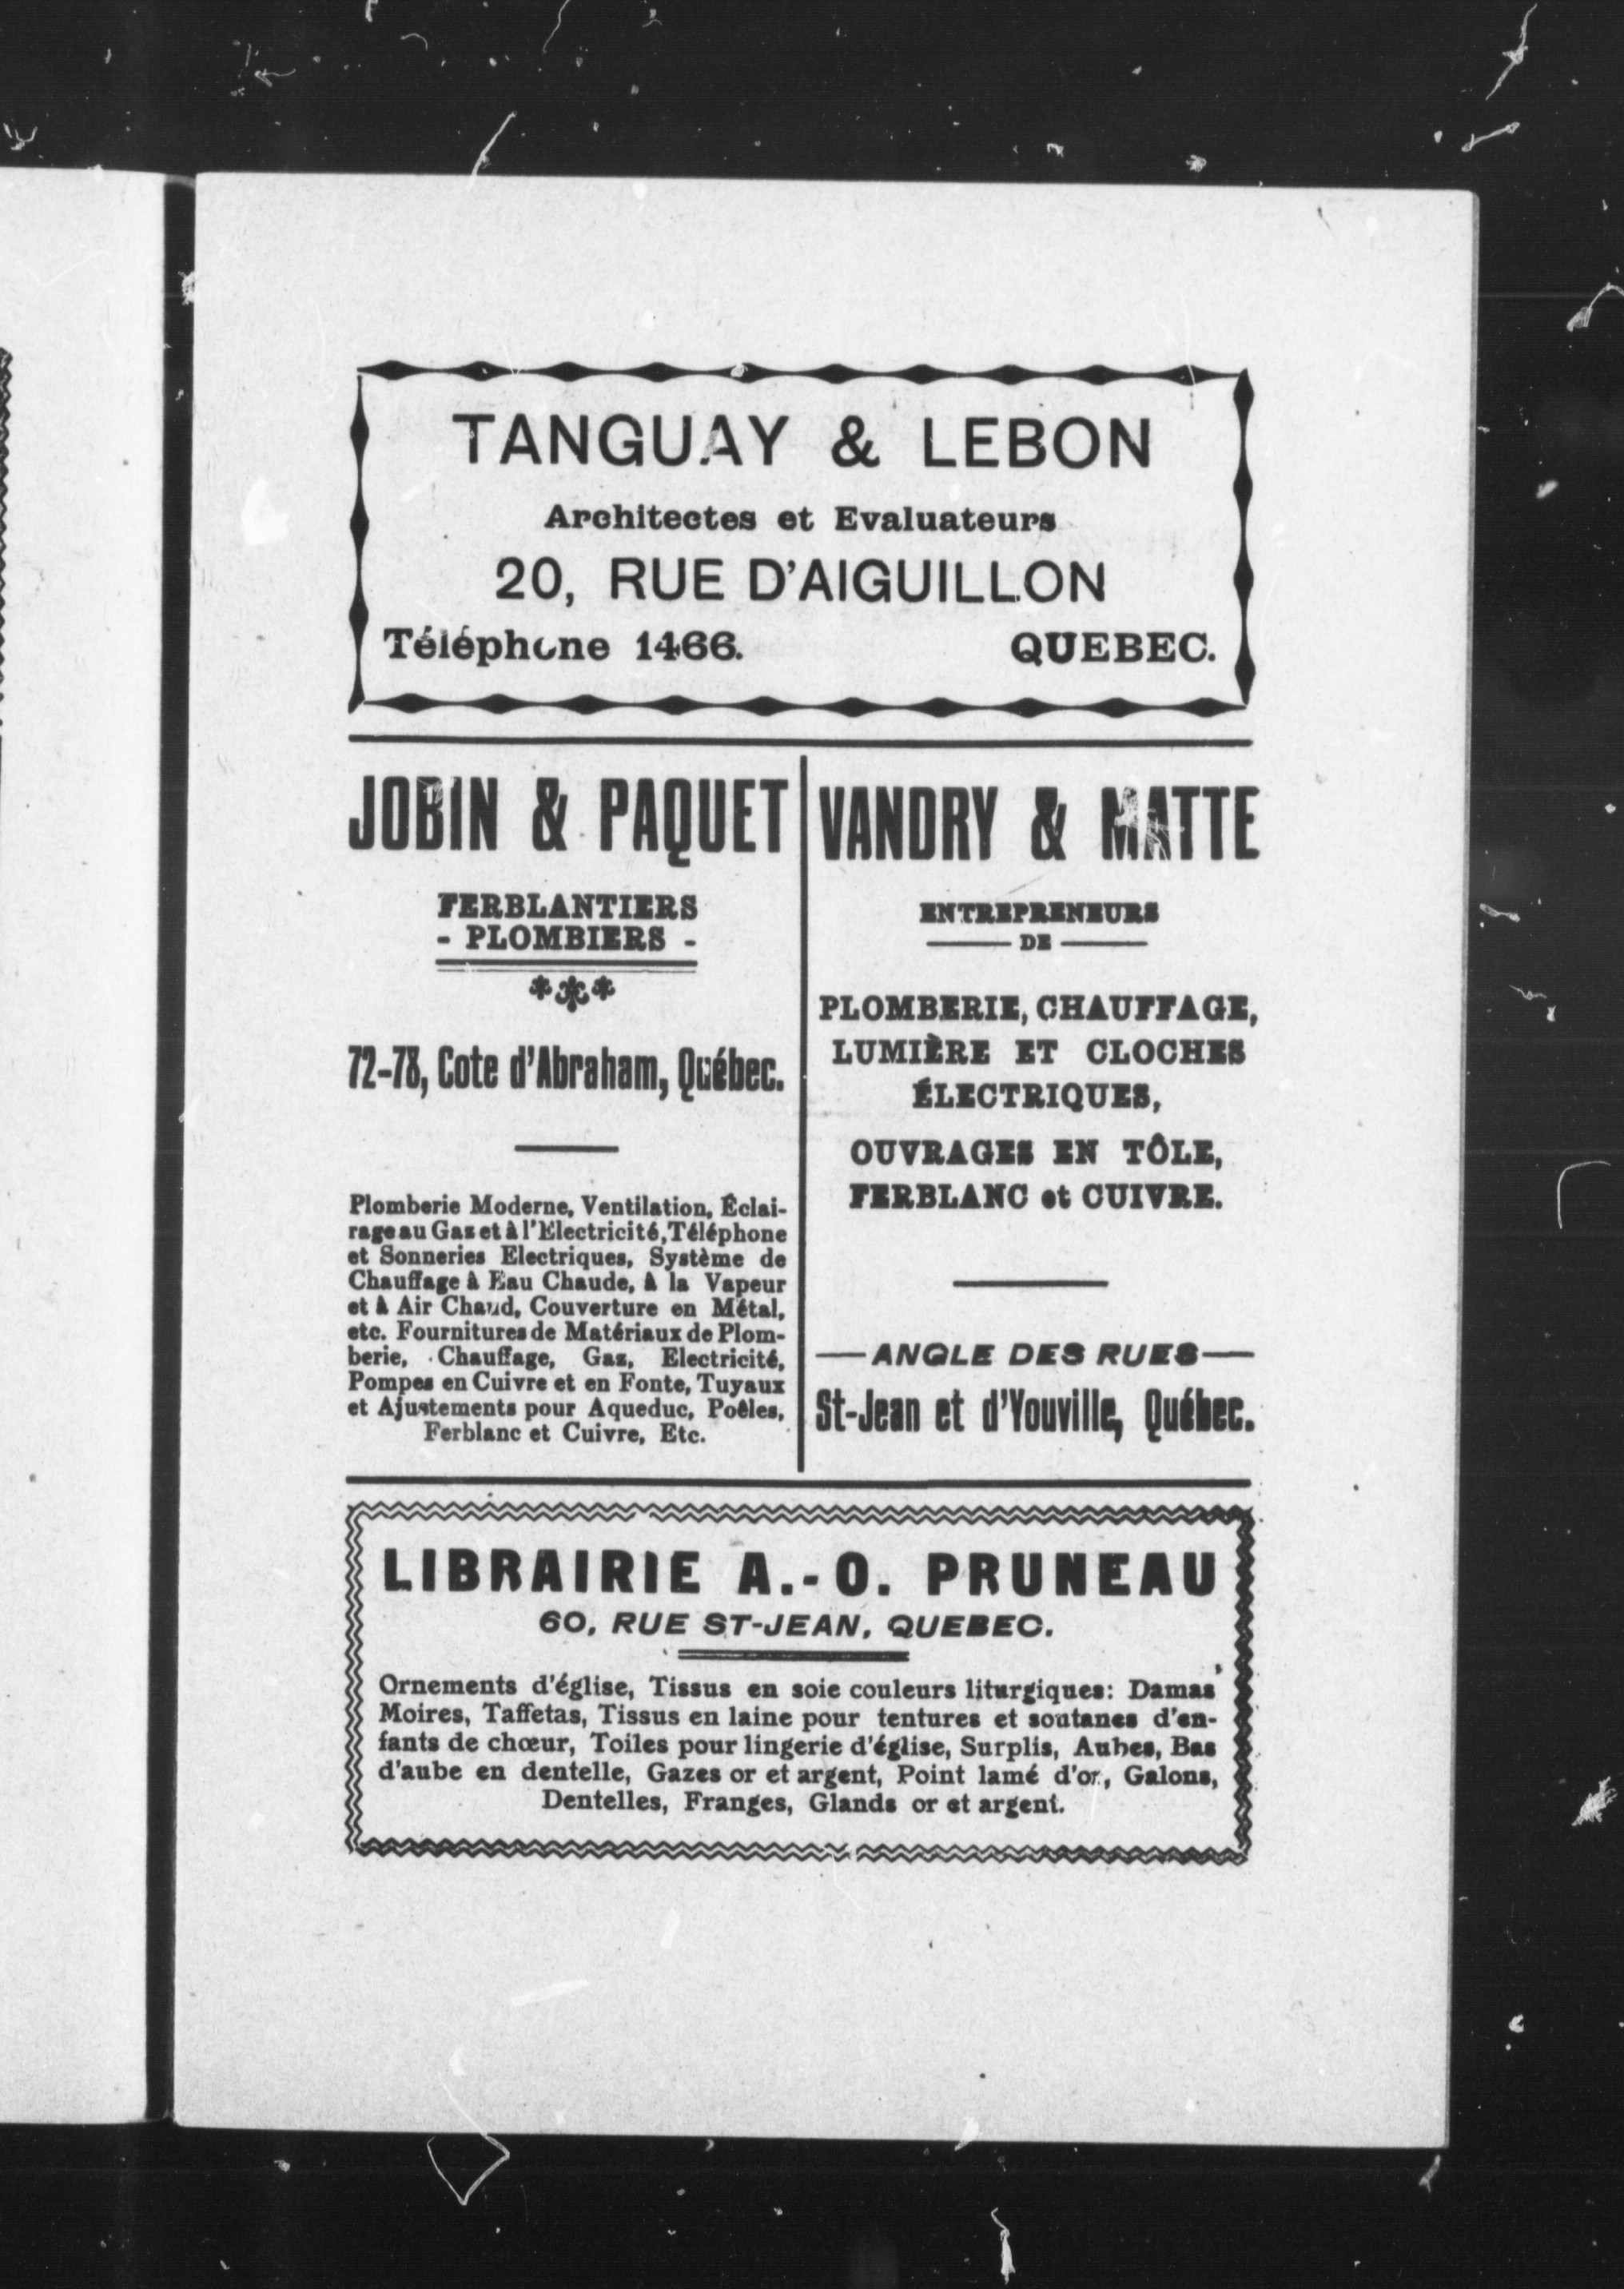 TANGUAY & LEBON
Architectes et Evaluateurs
20, RUE D'AIGUILLON
Téléphone 1466. QUEBEC.
JOBIN & PAQUET
FERBLANTIERS
- PLOMBIERS -
72-78, Cote d'Abraham, Québec.
Plomberie Moderne, Ventilation, Éclai-
rage au Gaz et à l'Electricité, Téléphone
et Sonneries Electriques, Système de
Chauffage à Eau Chaude, à la Vapeur
et à Air Chaud, Couverture en Métal,
etc. Fournitures de Matériaux de Plom-
berie, Chauffage, Gaz, Electricité,
Pompes en Cuivre et en Fonte, Tuyaux
et Ajustements pour Aqueduc, Poêles,
Ferblanc et Cuivre, Etc.
VANDRY & MATTE
ENTREPRENEURS
DE
PLOMBERIE, CHAUFFAGE,
LUMIÈRE ET CLOCHES
ÉLECTRIQUES,
OUVRAGES EN TÔLE,
FERBLANC et CUIVRE.
ANGLE DES RUES
St-Jean et d'Youville, Québec.
LIBRAIRIE A.-O. PRUNEAU
60, RUE ST-JEAN, QUEBEC.
Ornements d'église, Tissus en soie couleurs liturgiques: Damas
Moires, Taffetas, Tissus en laine pour tentures et soutanes d'en-
fants de chœur, Toiles pour lingerie d'église, Surplis, Aubes, Bas
d'aube en dentelle, Gazes or et argent, Point lamé d'or, Galons,
Dentelles, Franges, Glands or et argent.